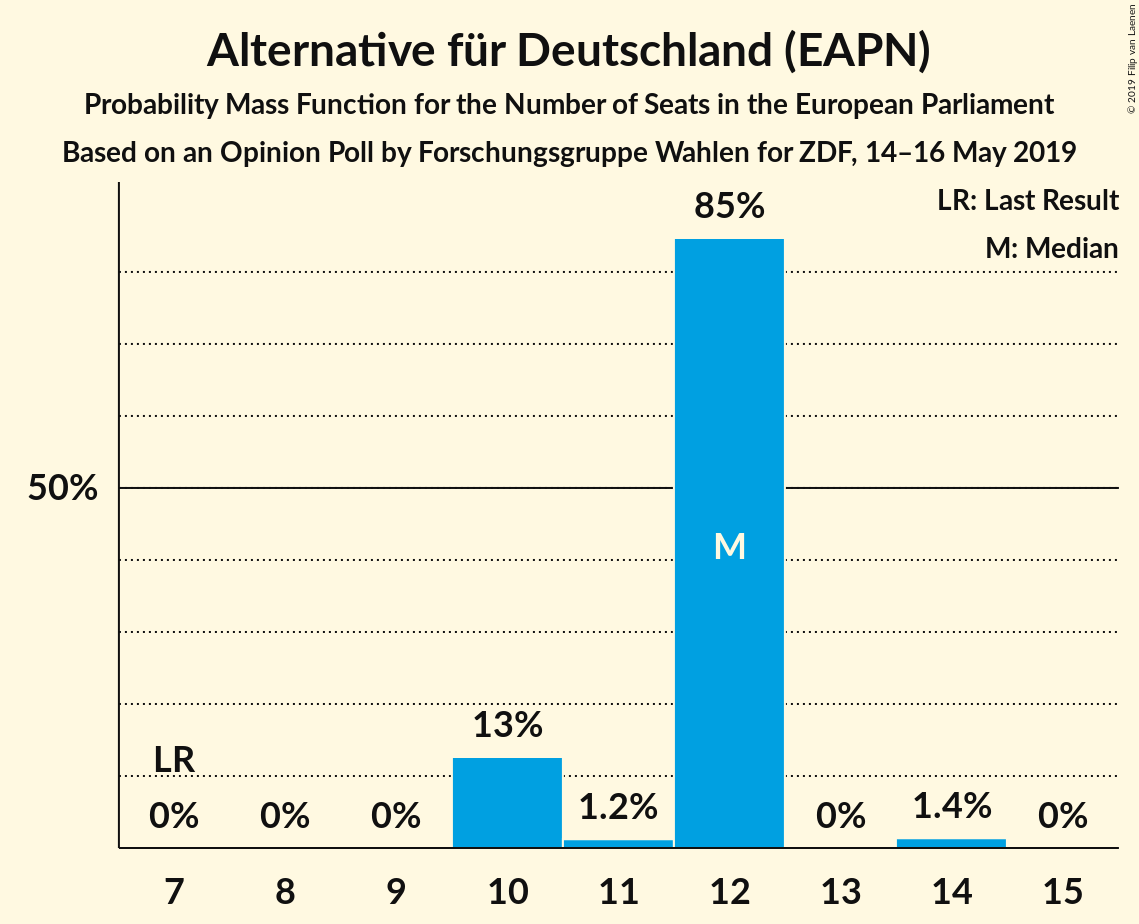 Alternative für Deutschland (EAPN)
Probability Mass Function for the Number of Seats in the European Parliament
Based on an Opinion Poll by Forschungsgruppe Wahlen for ZDF, 14–16 May 2019
© 2019 Filip van Laenen
LR: Last Result
M: Median
85%
50%
M
13%
LR
0%
0%
0%
1.2%
0%
1.4%
0%
7 8 9 10 11 12 13 14 15